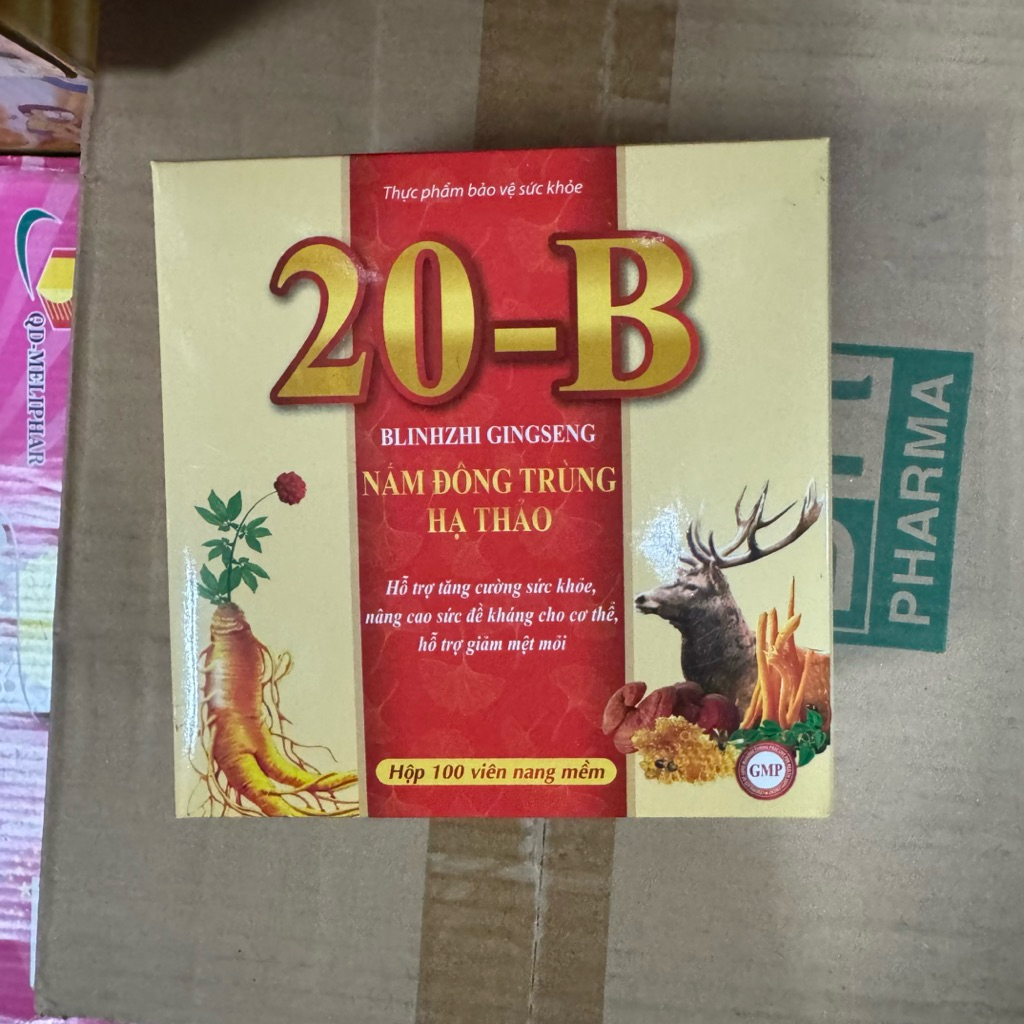 Thực phẩm bảo vệ sức khỏe
20-B
BLINHZHI GINGSENG
NẤM ĐÔNG TRÙNG
HẠ THẢO
Hỗ trợ tăng cường sức khỏe,
nâng cao sức đề kháng cho cơ thể,
hỗ trợ giảm mệt mỏi
Hộp 100 viên nang mềm
GMP
QD-MELIPHAR
PHARMA